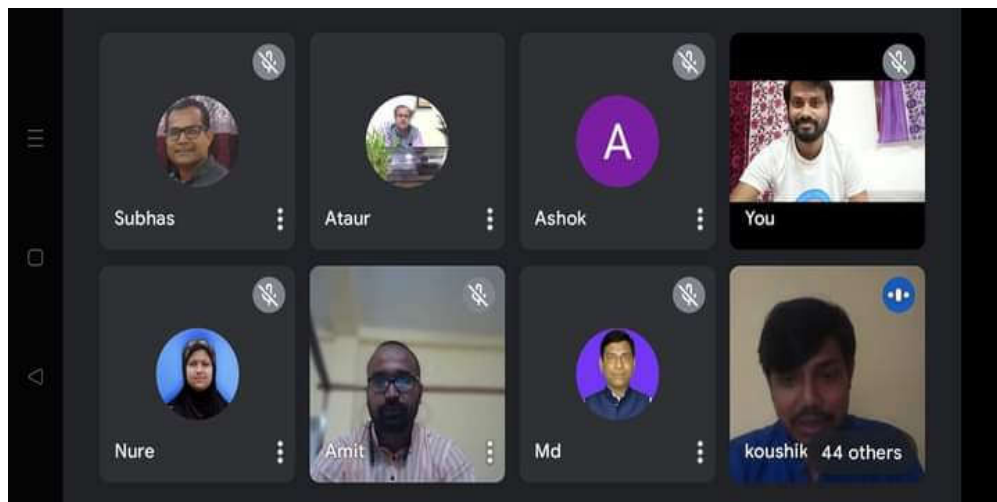 Subhas
Ataur
A
Ashok
You
Nure
Amit
Md
koushik 44 others